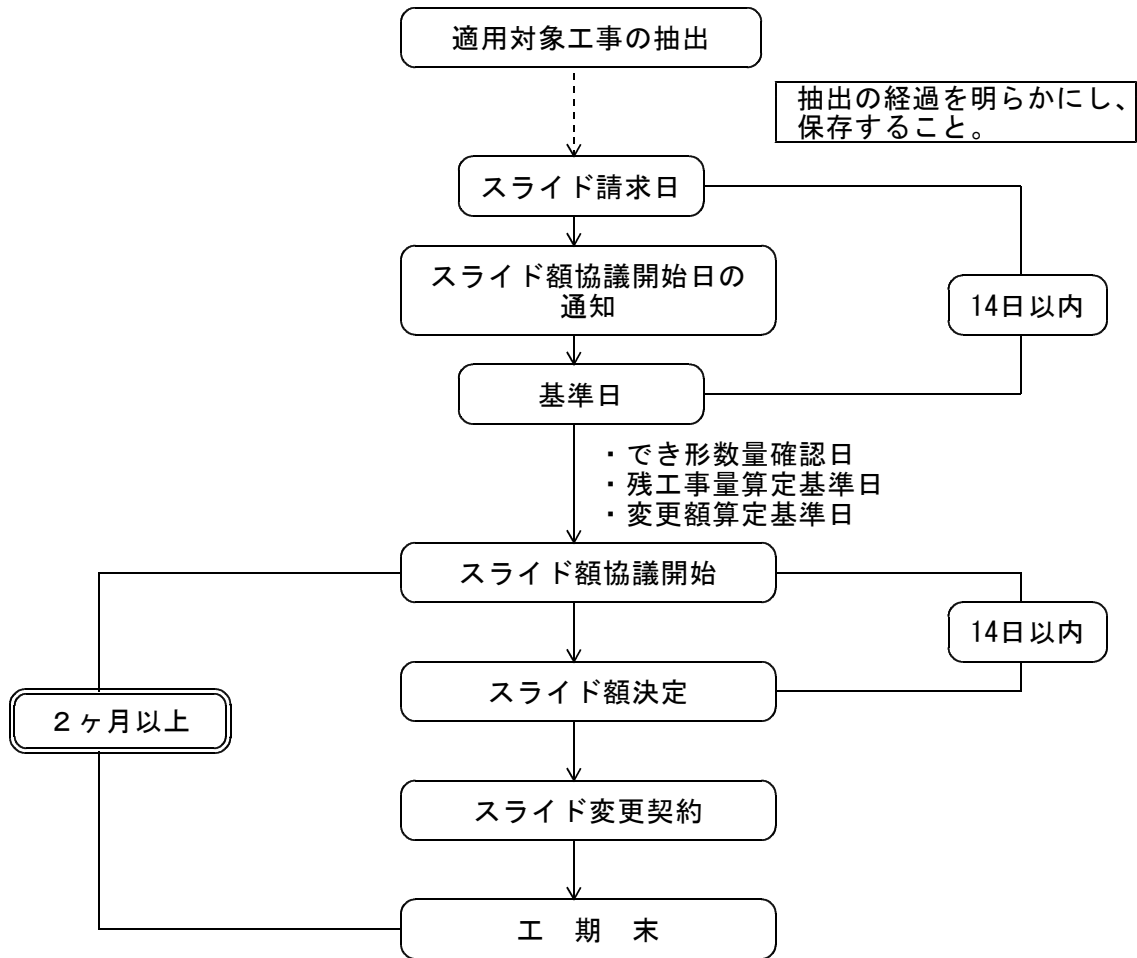 適用対象工事の抽出
抽出の経過を明らかにし、
保存すること。
スライド請求日
スライド額協議開始日の
通知
14日以内
基準日
・でき形数量確認日
・残工事量算定基準日
・変更額算定基準日
スライド額協議開始
14日以内
スライド額決定
２ヶ月以上
スライド変更契約
工　期　末